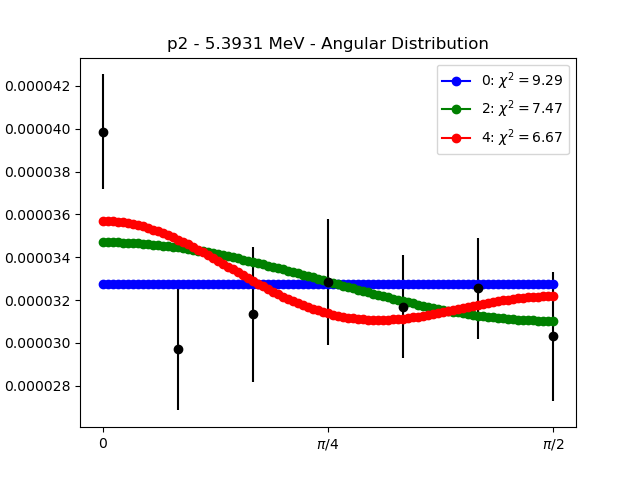 p2 - 5.3931 MeV - Angular Distribution
0: χ² = 9.29
2: χ² = 7.47
4: χ² = 6.67
0.000042
0.000040
0.000038
0.000036
0.000034
0.000032
0.000030
0.000028
0
π/4
π/2